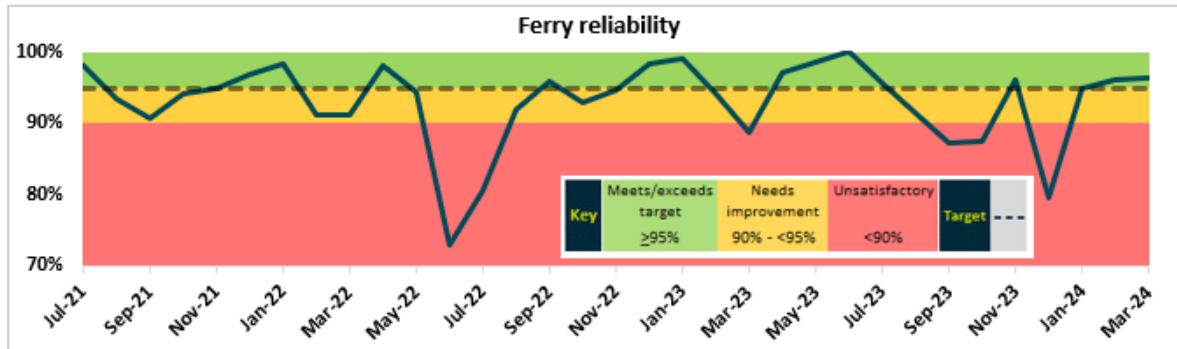 Ferry reliability
100%
90%
80%
70%
Key
Meets/exceeds
target
≥95%
Needs
improvement
90% - <95%
Unsatisfactory
<90%
Target
Jul-21
Sep-21
Nov-21
Jan-22
Mar-22
May-22
Jul-22
Sep-22
Nov-22
Jan-23
Mar-23
May-23
Jul-23
Sep-23
Nov-23
Jan-24
Mar-24